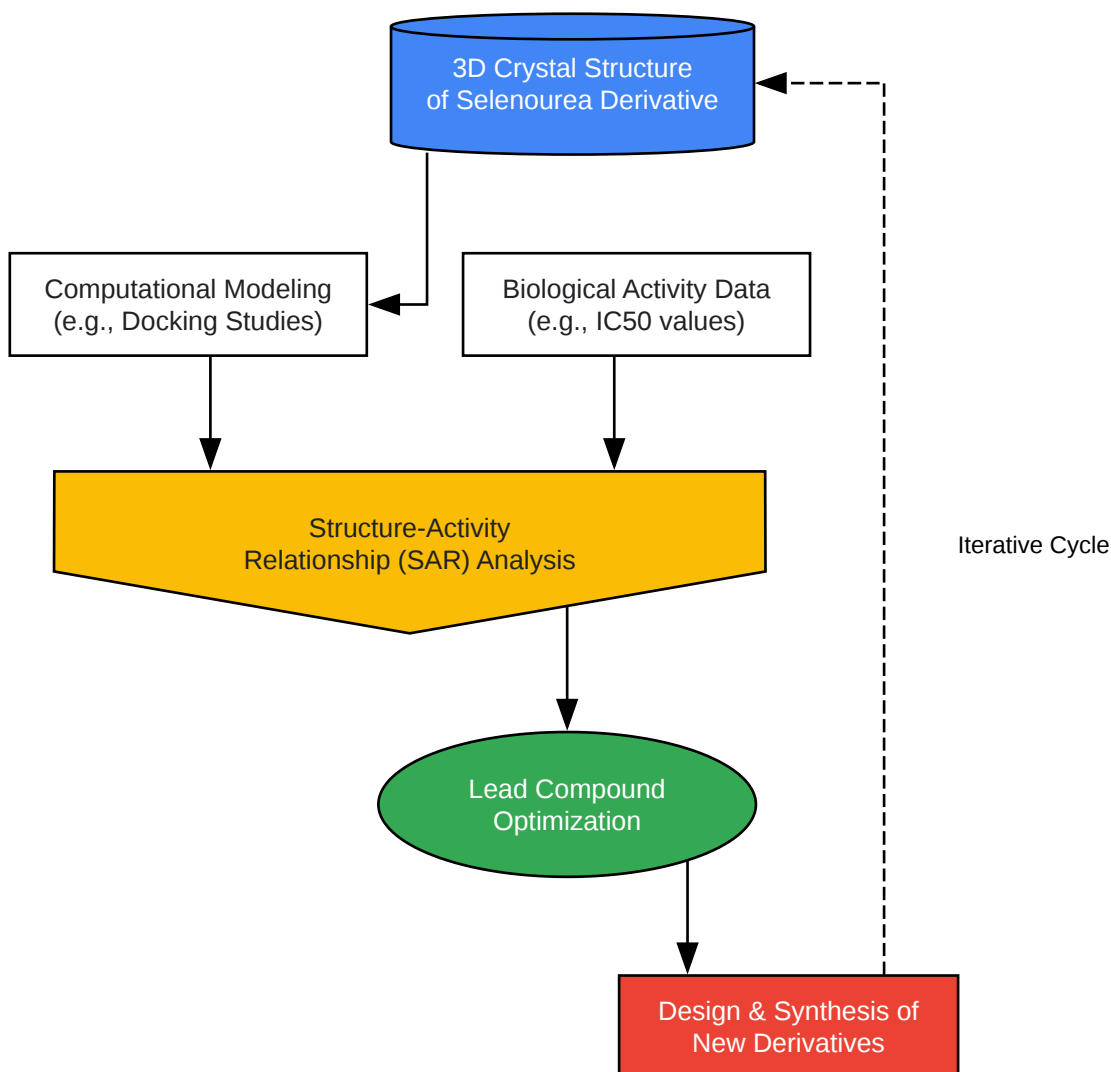 3D Crystal Structure
of Selenourea Derivative
Computational Modeling
(e.g., Docking Studies)
Biological Activity Data
(e.g., IC50 values)
Structure-Activity
Relationship (SAR) Analysis
Iterative Cycle
Lead Compound
Optimization
Design & Synthesis of
New Derivatives